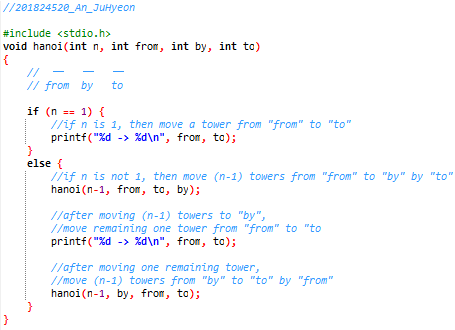 //201824520_An_JuHyeon
#include <stdio.h>
void hanoi(int n, int from, int by, int to)
{
// — — —
// from by to
if (n == 1) {
//if n is 1, then move a tower from "from" to "to"
printf("%d -> %d\n", from, to);
}
else {
//if n is not 1, then move (n-1) towers from "from" to "by" by "to"
hanoi(n-1, from, to, by);
//after moving (n-1) towers to "by",
//move remaining one tower from "from" to "to
printf("%d -> %d\n", from, to);
//after moving one remaining tower,
//move (n-1) towers from "by" to "to" by "from"
hanoi(n-1, by, from, to);
}
}